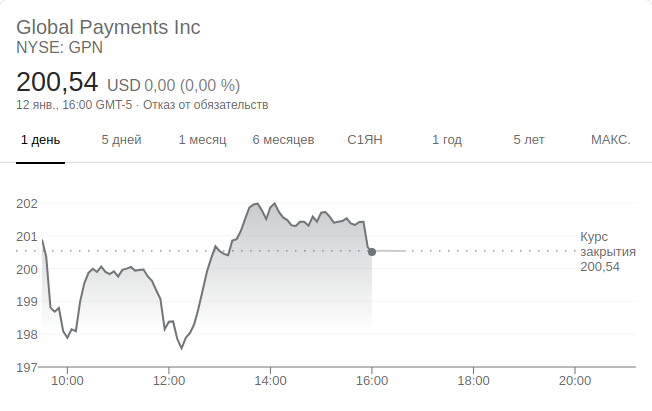 Global Payments Inc
NYSE: GPN
200,54 USD 0,00 (0,00 %)
12 янв., 16:00 GMT-5 · Отказ от обязательств
1 день 5 дней 1 месяц 6 месяцев С1ЯН 1 год 5 лет МАКС.
202
201
200
199
198
197
Курс
закрытия
200,54
10:00 12:00 14:00 16:00 18:00 20:00